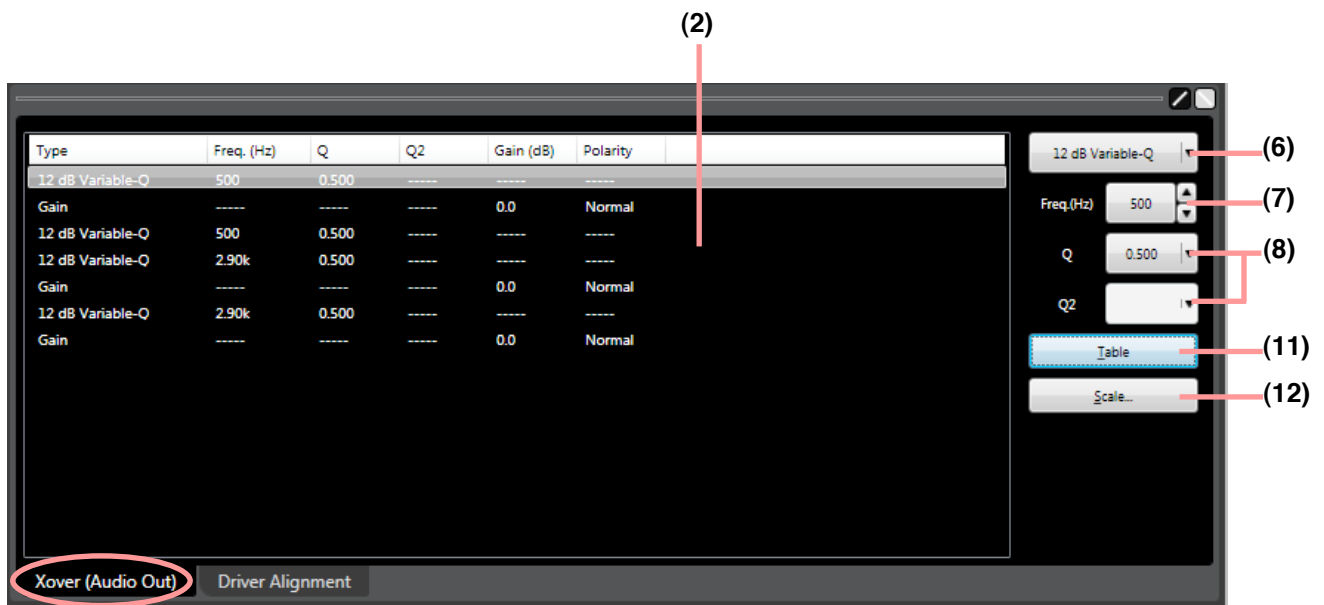 (2)
Type Freq. (Hz) Q Q2 Gain (dB) Polarity
12 dB Variable-Q 500 0.500 ----- ----- -----
Gain ----- ----- ----- 0.0 Normal
12 dB Variable-Q 500 0.500 ----- ----- -----
12 dB Variable-Q 2.90k 0.500 ----- ----- -----
Gain ----- ----- ----- 0.0 Normal
12 dB Variable-Q 2.90k 0.500 ----- ----- -----
Gain ----- ----- ----- 0.0 Normal
12 dB Variable-Q (6)
Freq.(Hz) 500 (7)
Q 0.500 (8)
Q2
Table (11)
Scale... (12)
Xover (Audio Out) Driver Alignment